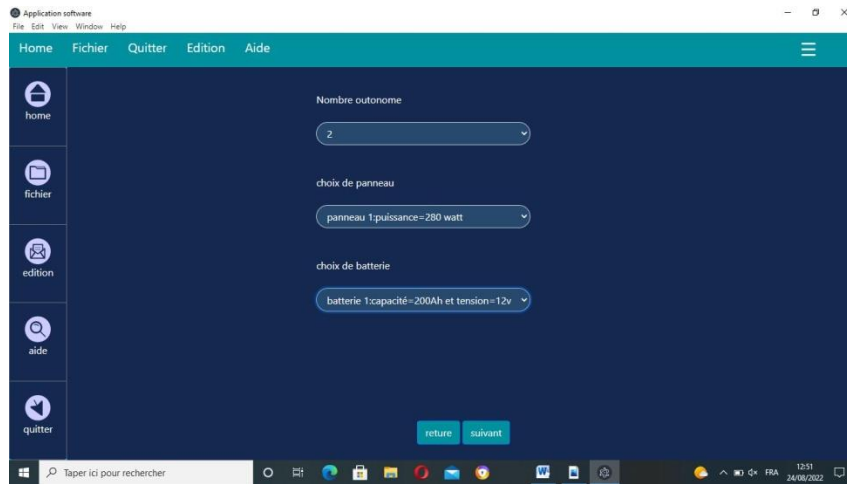 Application software
File Edit View Window Help
Home Fichier Quitter Edition Aide
home
fichier
edition
aide
quitter
Nombre outonome
2
choix de panneau
panneau 1:puissance=280 watt
choix de batterie
batterie 1:capacité=200Ah et tension=12v
reture suivant
Taper ici pour rechercher
FRA
12:51
24/08/2022